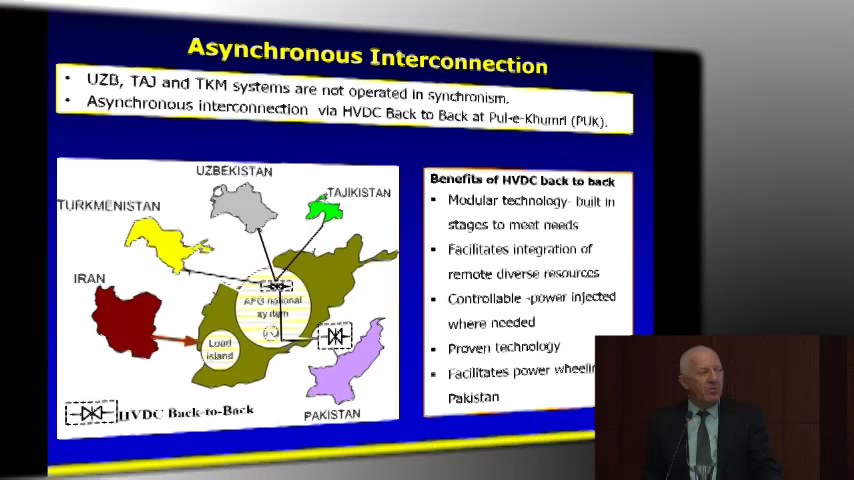 Asynchronous Interconnection
• UZB, TAJ and TKM systems are not operated in synchronism.
• Asynchronous interconnection via HVDC Back to Back at Pul-e-Khumri (PUK).
UZBEKISTAN
TAJIKISTAN
TURKMENISTAN
IRAN
AFG national
system
Load
island
HVDC Back-to-Back
PAKISTAN
Benefits of HVDC back to back
• Modular technology- built in
stages to meet needs
• Facilitates integration of
remote diverse resources
• Controllable -power injected
where needed
• Proven technology
• Facilitates power
Pakistan